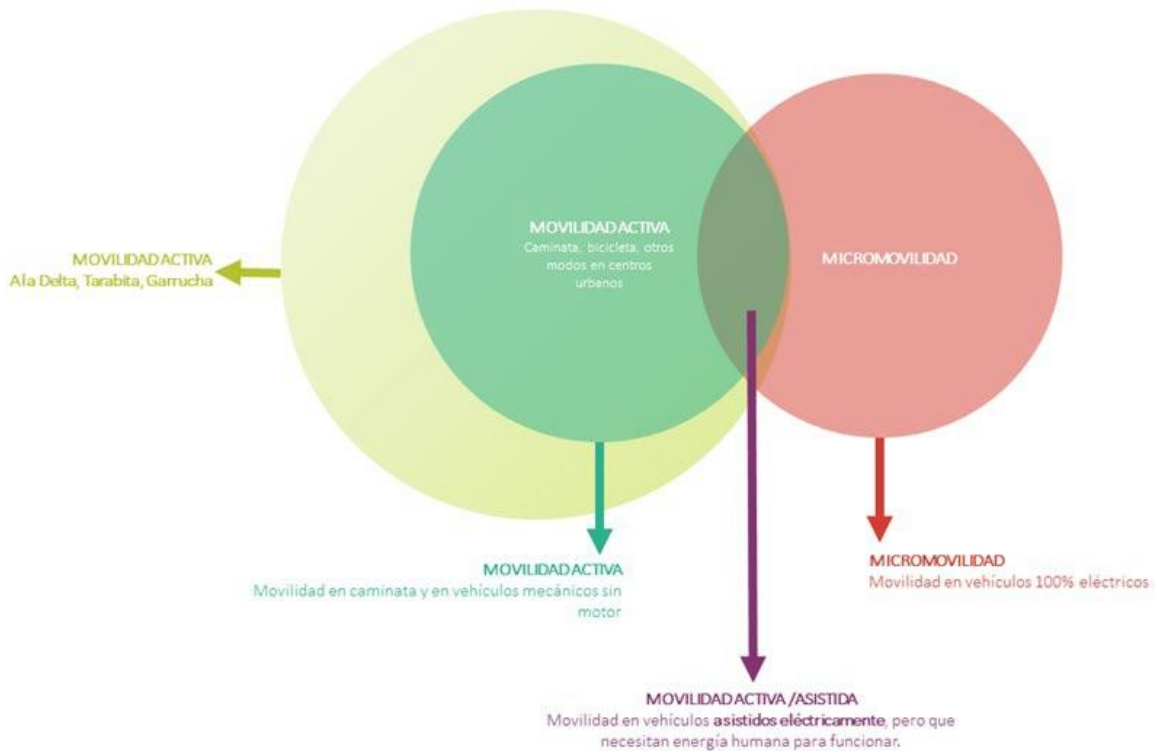 MOVILIDAD ACTIVA
Caminata, bicicleta, otros
modos en centros
urbanos
MICROMOVILIDAD
MOVILIDAD ACTIVA
Ala Delta, Tarabita, Garrucha
MOVILIDAD ACTIVA
Movilidad en caminata y en vehículos mecánicos sin
motor
MICROMOVILIDAD
Movilidad en vehículos 100% eléctricos
MOVILIDAD ACTIVA /ASISTIDA
Movilidad en vehículos asistidos eléctricamente, pero que
necesitan energía humana para funcionar.